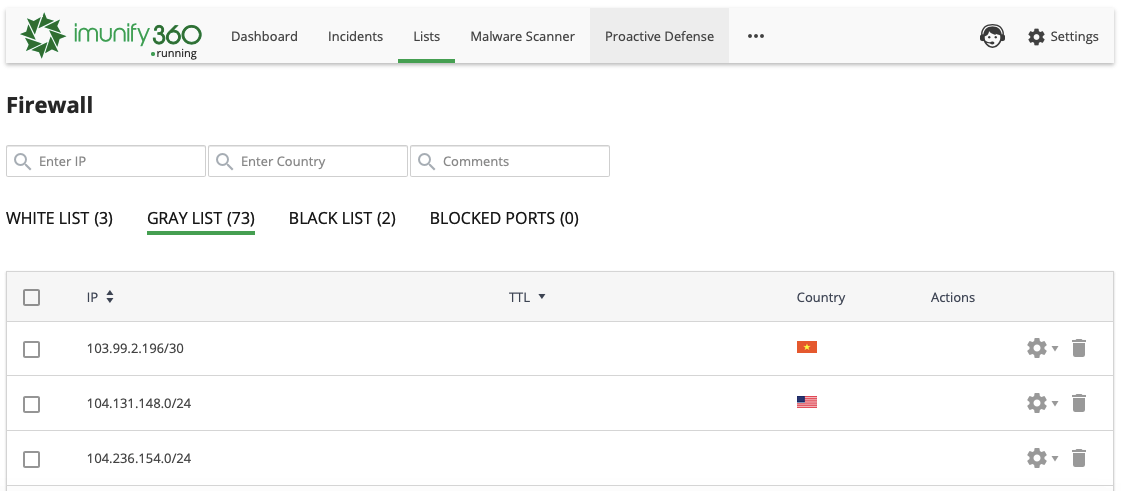 imunify360 Dashboard Incidents Lists Malware Scanner Proactive Defense ••• Settings
running
Firewall
Enter IP Enter Country Comments
WHITE LIST (3) GRAY LIST (73) BLACK LIST (2) BLOCKED PORTS (0)
IP TTL Country Actions
103.99.2.196/30
104.131.148.0/24
104.236.154.0/24